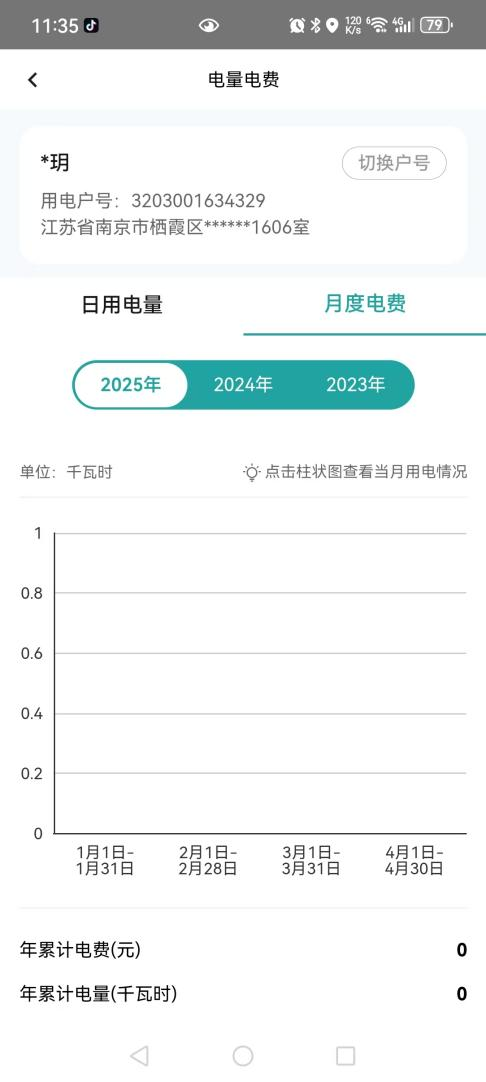 11:35
120 K/s
6
4G
79
电量电费
*玥
切换户号
用电户号：3203001634329
江苏省南京市栖霞区******1606室
日用电量
月度电费
2025年
2024年
2023年
单位：千瓦时
点击柱状图查看当月用电情况
1
0.8
0.6
0.4
0.2
0
1月1日-
1月31日
2月1日-
2月28日
3月1日-
3月31日
4月1日-
4月30日
年累计电费(元)
0
年累计电量(千瓦时)
0